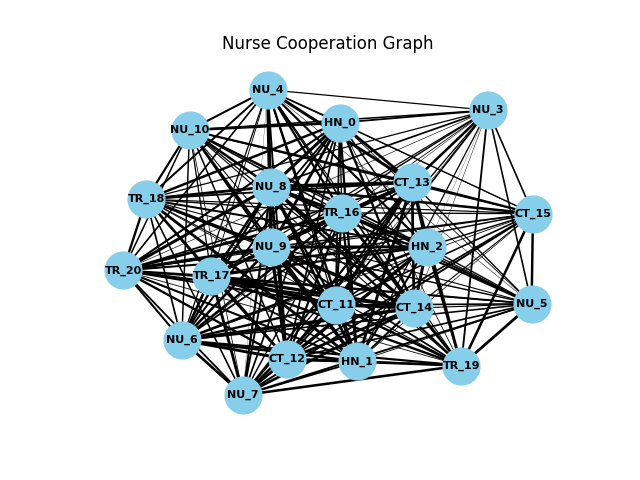 Nurse Cooperation Graph
NU_4
NU_3
HN_0
NU_10
CT_13
NU_8
TR_18
TR_16
CT_15
NU_9
HN_2
TR_20
TR_17
CT_11
NU_5
CT_14
NU_6
CT_12
HN_1
TR_19
NU_7